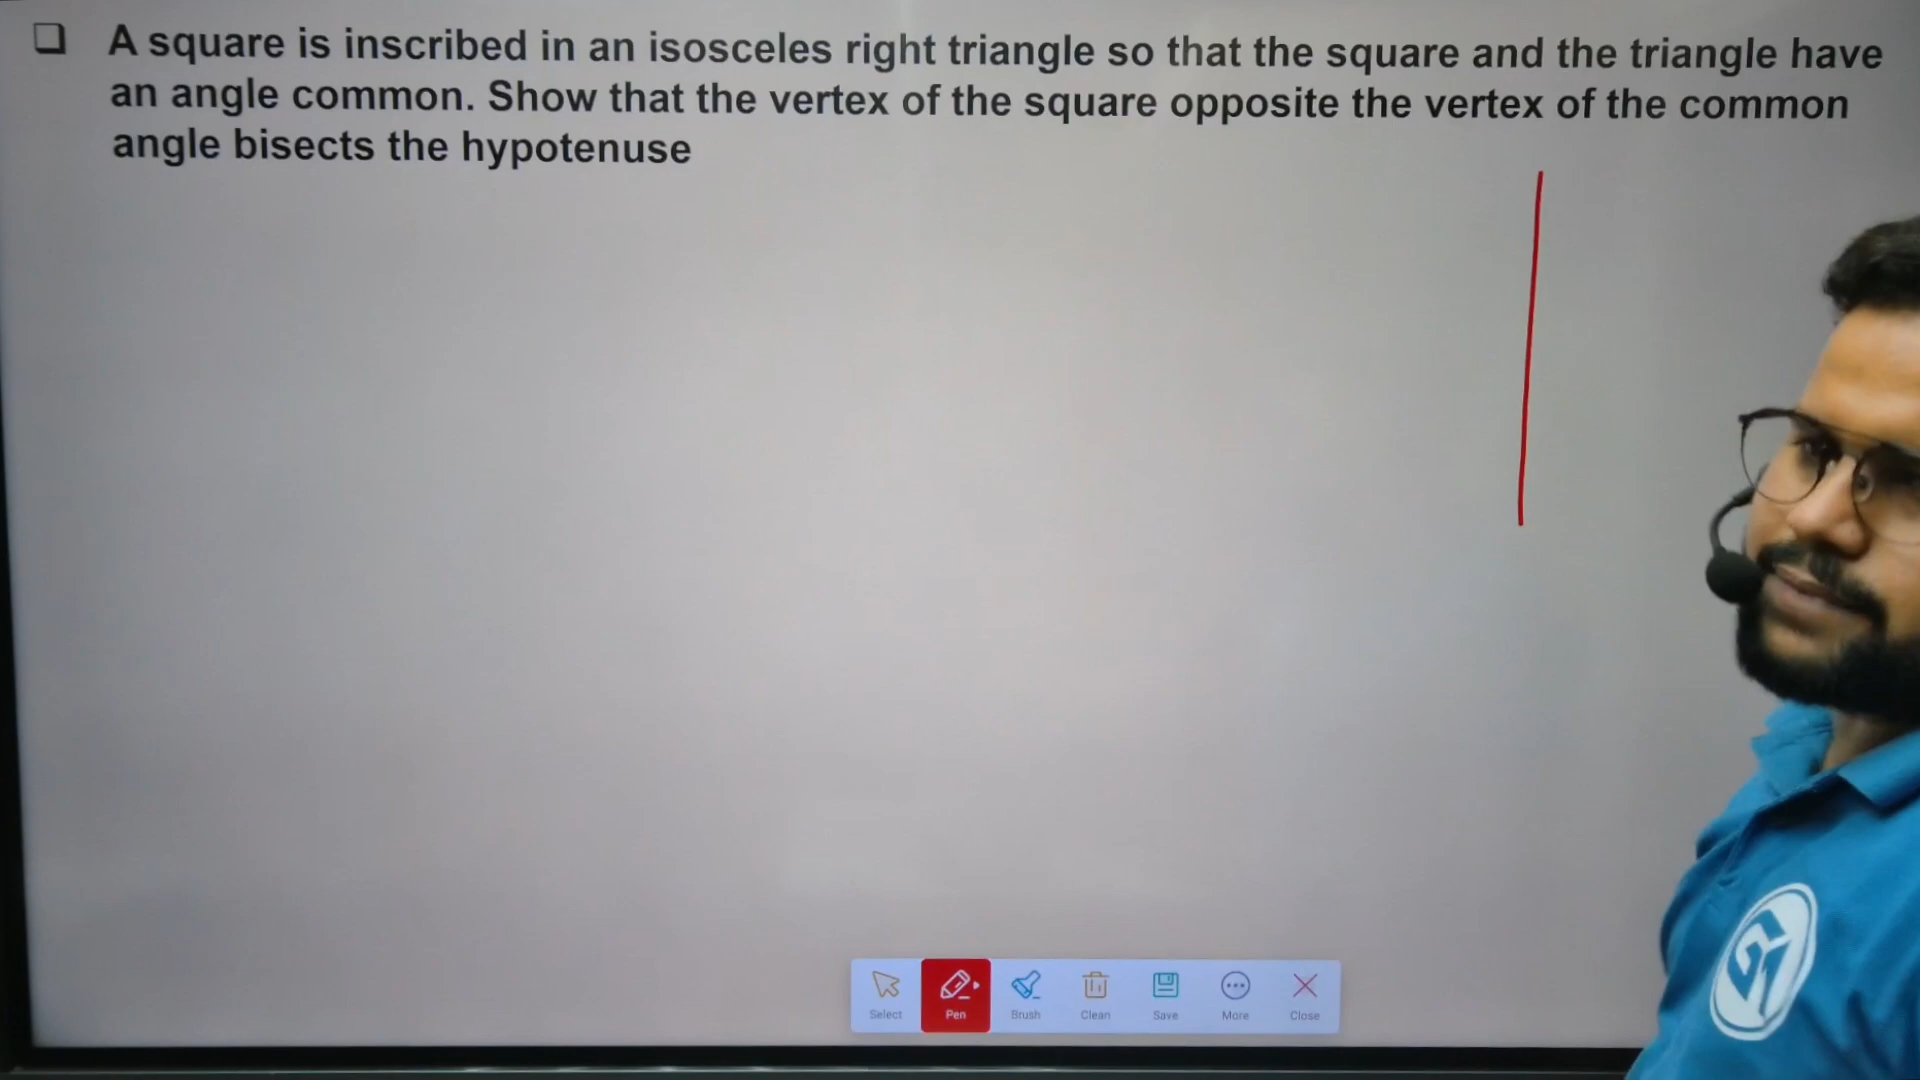 A square is inscribed in an isosceles right triangle so that the square and the triangle have
an angle common. Show that the vertex of the square opposite the vertex of the common
angle bisects the hypotenuse
Select Pen Brush Clean Save More Close